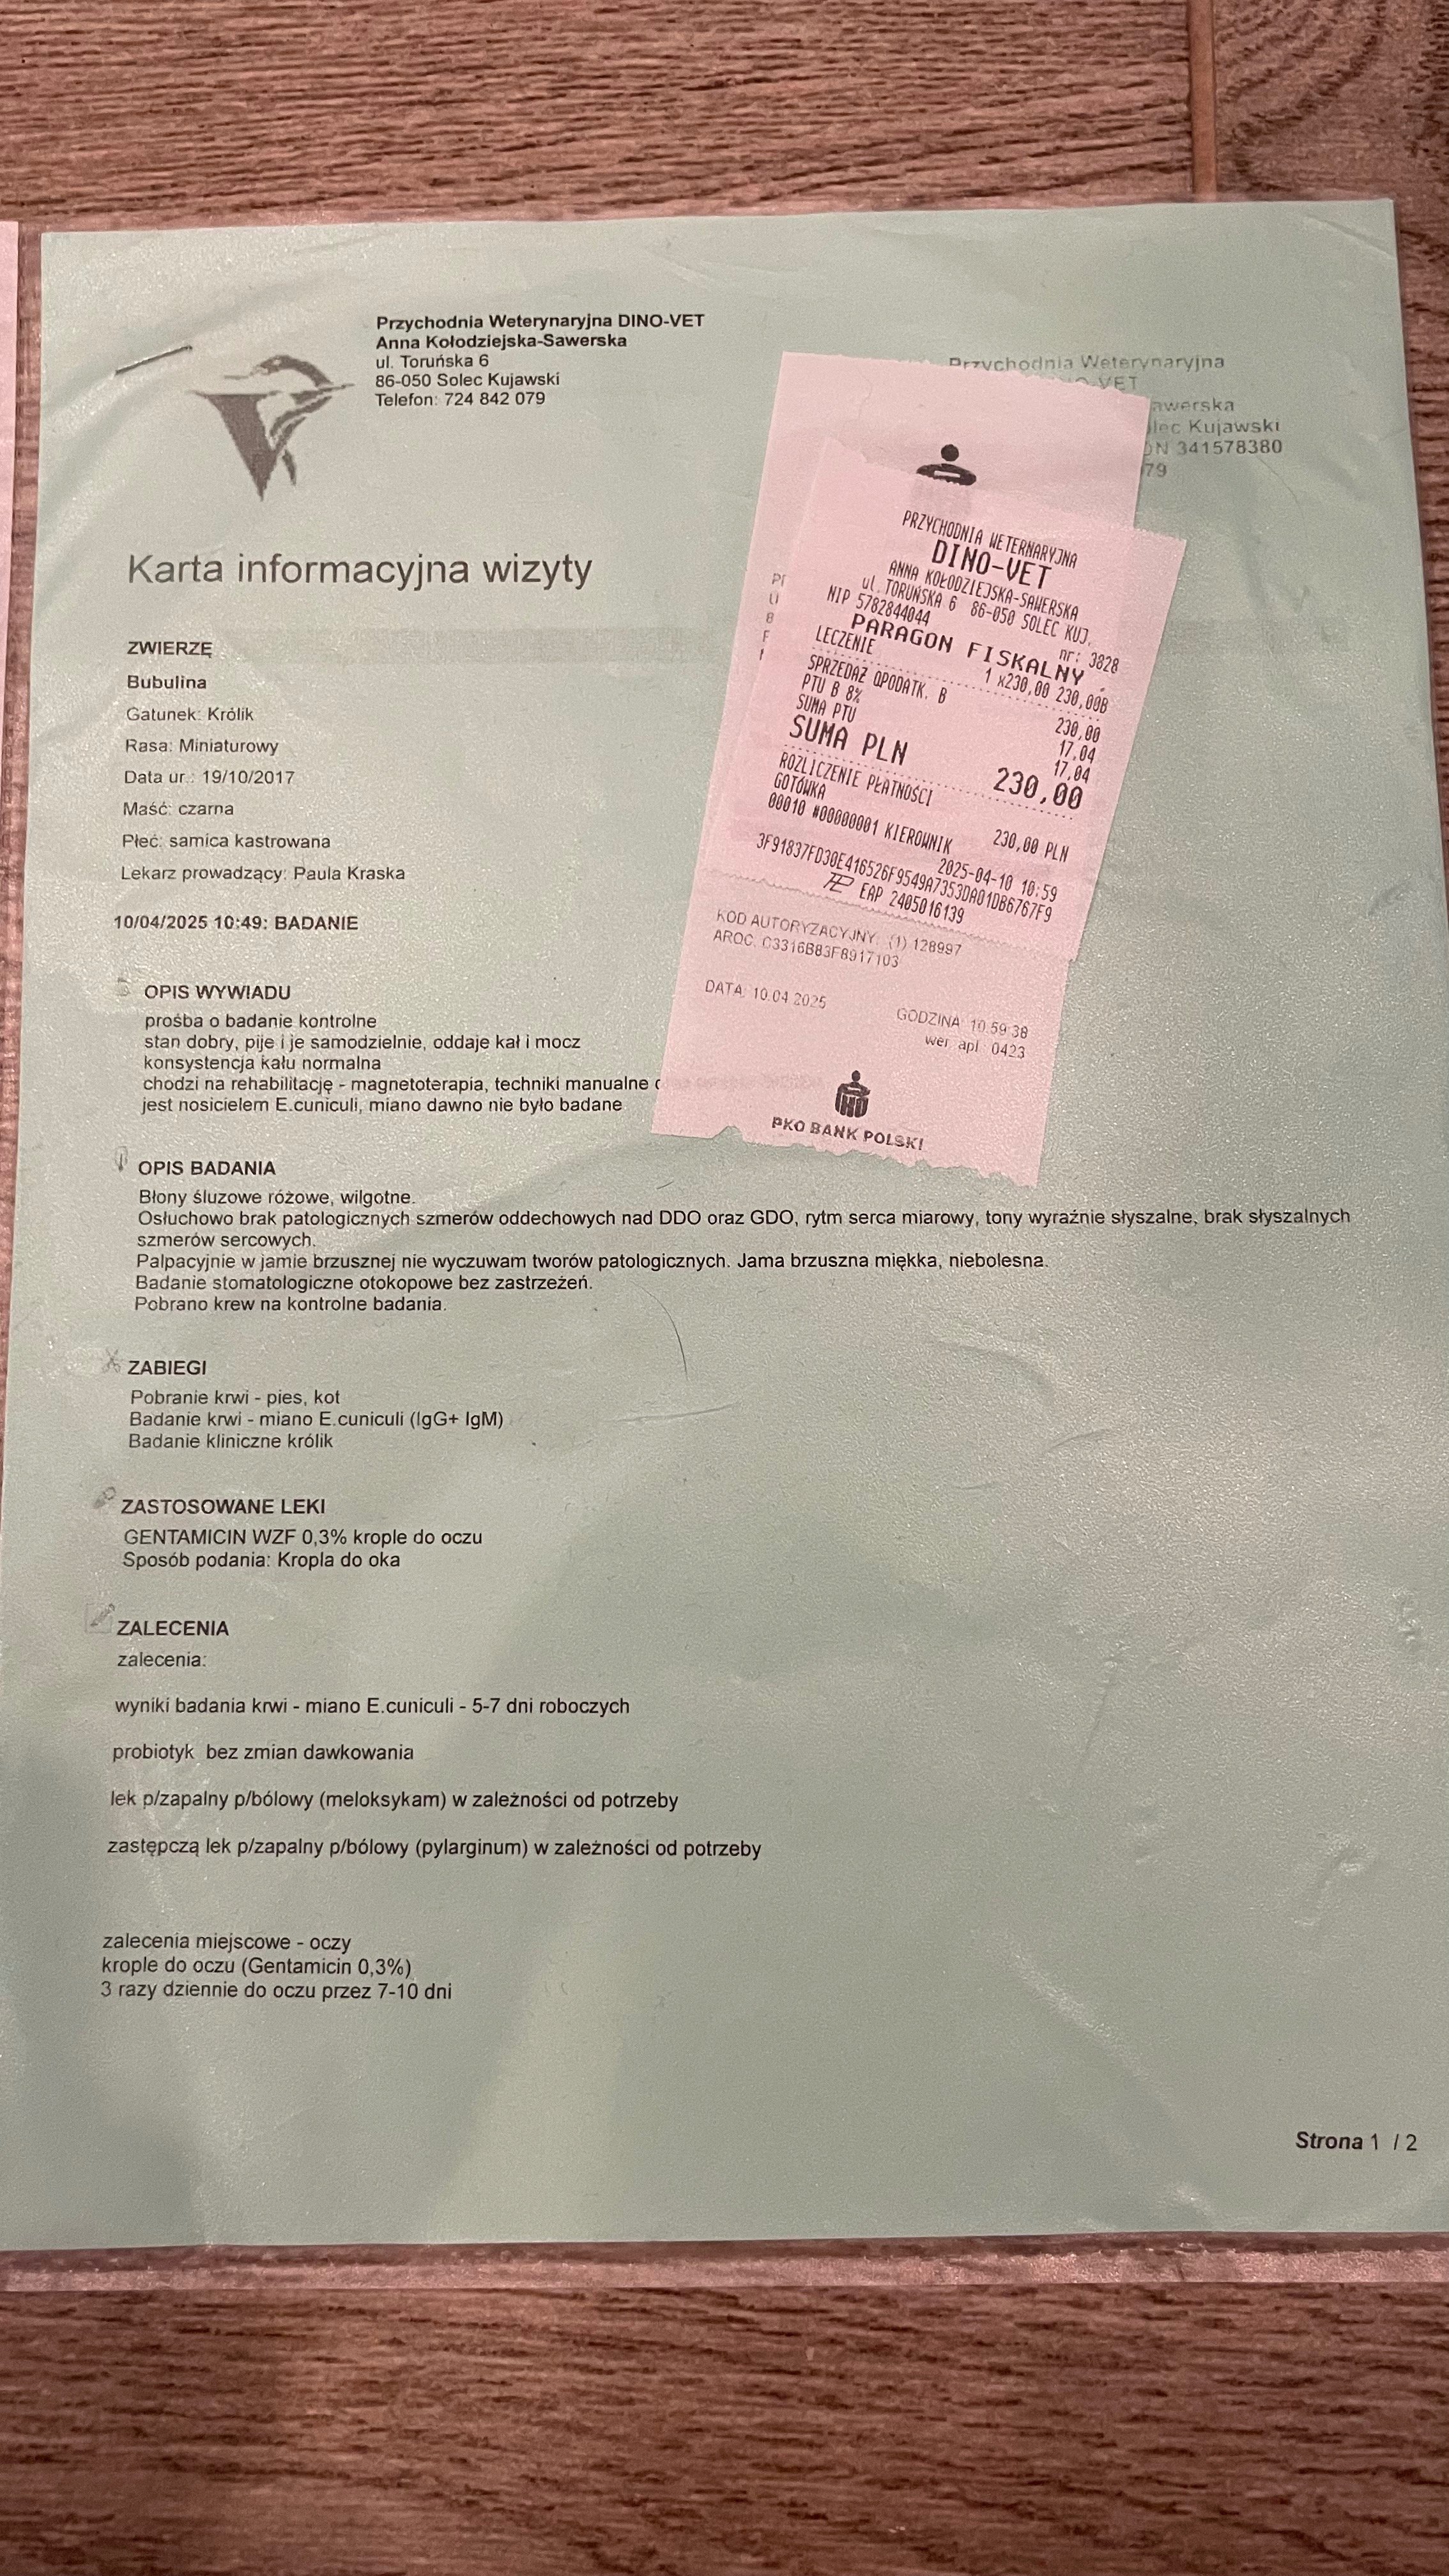 Przychodnia Weterynaryjna DINO-VET
Anna Kołodziejska-Sawerska
ul. Toruńska 6
86-050 Solec Kujawski
Telefon: 724 842 079
Przychodnia Weterynaryjna
O-VET
awerska
lec Kujawski
ON 341578380
79
Karta informacyjna wizyty
ZWIERZĘ
Bubulina
Gatunek: Królik
Rasa: Miniaturowy
Data ur.: 19/10/2017
Maść: czarna
Płeć: samica kastrowana
Lekarz prowadzący: Paula Kraska
10/04/2025 10:49: BADANIE
OPIS WYWIADU
prośba o badanie kontrolne
stan dobry, pije i je samodzielnie, oddaje kał i mocz
konsystencja kału normalna
chodzi na rehabilitację - magnetoterapia, techniki manualne
jest nosicielem E.cuniculi, miano dawno nie było badane
OPIS BADANIA
Błony śluzowe różowe, wilgotne.
Osłuchowo brak patologicznych szmerów oddechowych nad DDO oraz GDO, rytm serca miarowy, tony wyraźnie słyszalne, brak słyszalnych
szmerów sercowych.
Palpacyjnie w jamie brzusznej nie wyczuwam tworów patologicznych. Jama brzuszna miękka, niebolesna.
Badanie stomatologiczne otokopowe bez zastrzeżeń.
Pobrano krew na kontrolne badania.
ZABIEGI
Pobranie krwi - pies, kot
Badanie krwi - miano E.cuniculi (IgG+ IgM)
Badanie kliniczne królik
ZASTOSOWANE LEKI
GENTAMICIN WZF 0,3% krople do oczu
Sposób podania: Kropla do oka
ZALECENIA
zalecenia:
wyniki badania krwi - miano E.cuniculi - 5-7 dni roboczych
probiotyk bez zmian dawkowania
lek p/zapalny p/bólowy (meloksykam) w zależności od potrzeby
zastępczą lek p/zapalny p/bólowy (pylarginum) w zależności od potrzeby
zalecenia miejscowe - oczy
krople do oczu (Gentamicin 0,3%)
3 razy dziennie do oczu przez 7-10 dni
Strona 1 / 2
PRZYCHODNIA WETERNARYJNA
DINO-VET
ANNA KOŁODZIEJSKA-SAWERSKA
ul. TORUŃSKA 6 86-050 SOLEC KUJ.
NIP 5782844044
nr: 3828
PARAGON FISKALNY
LECZENIE
1 x230,00 230,00B
SPRZEDAŻ OPODATK. B
230,00
PTU B 8%
17,04
SUMA PTU
17,04
SUMA PLN
230,00
ROZLICZENIE PŁATNOŚCI
GOTÓWKA
230,00 PLN
00010 #00000001 KIEROWNIK
2025-04-10 10:59
3F91837FD30E416526F9549A7353DA01DB6767F9
EAP 2405016139
KOD AUTORYZACYJNY: (1) 128997
AROC: C3316B83F8917103
DATA: 10.04.2025
GODZINA: 10:59:38
wer. apl.: 0423
PKO BANK POLSKI